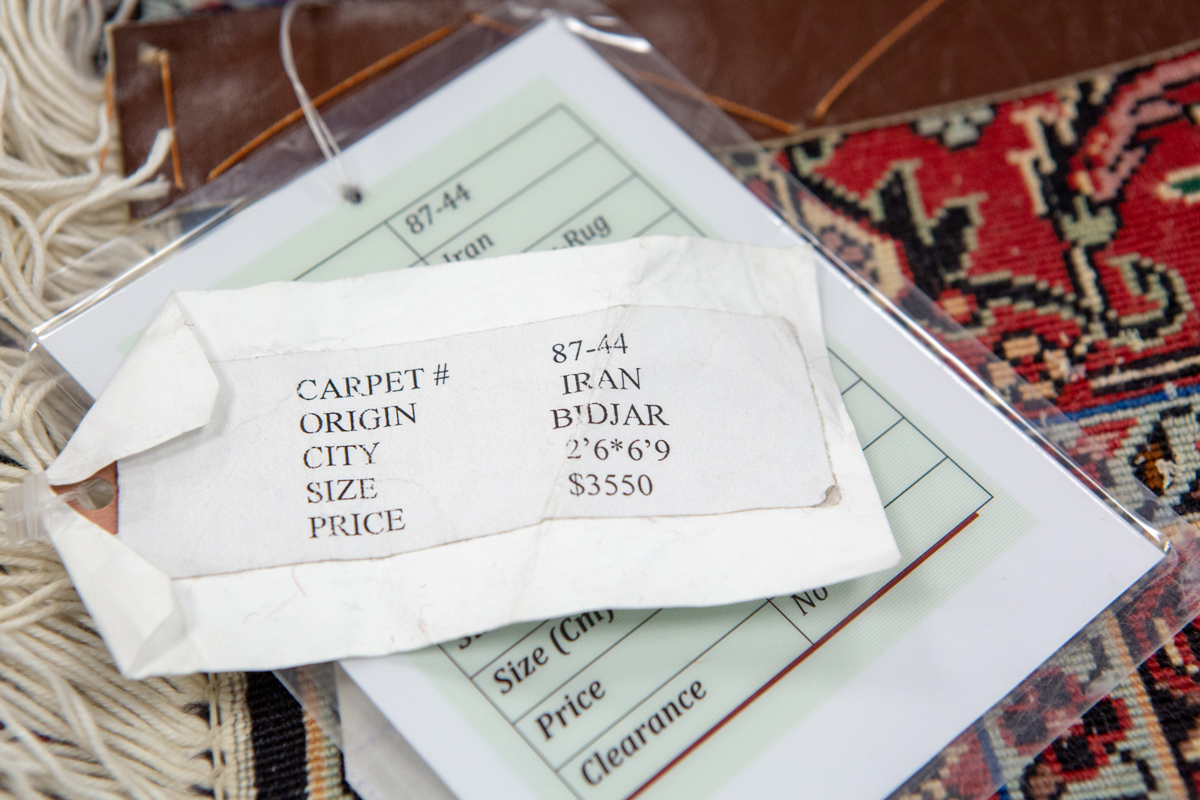 87-44
Iran
Rug
CARPET # 87-44
ORIGIN IRAN
CITY BIDJAR
SIZE 2'6*6'9
PRICE $3550
Size (Cm)
Price
No
Clearance